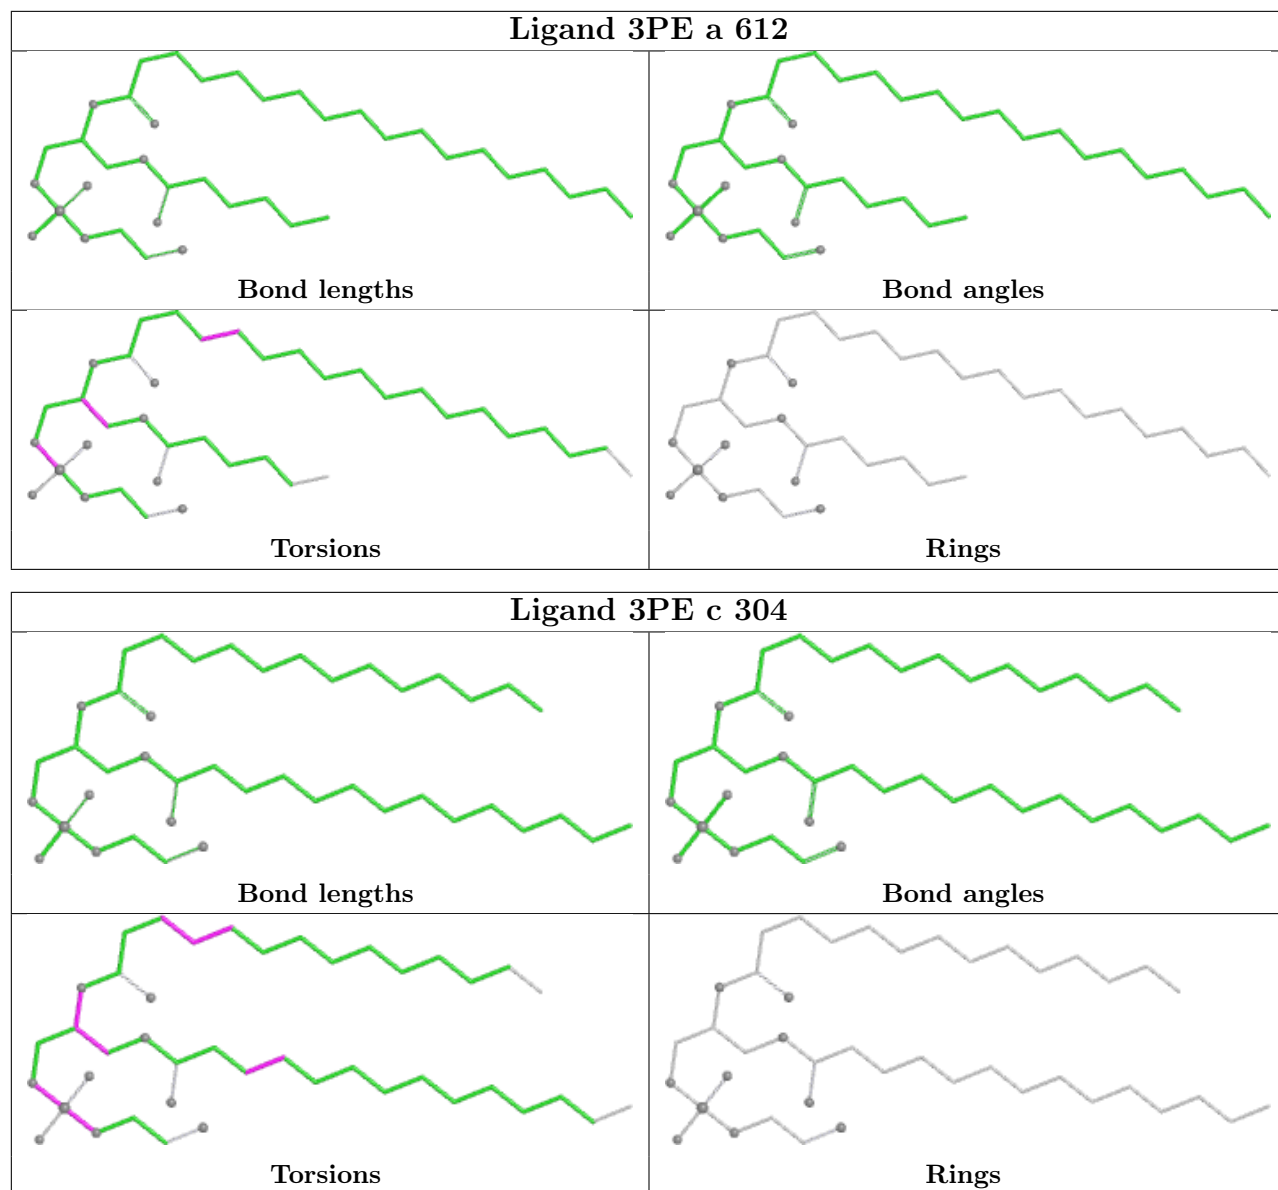 Ligand 3PE a 612
Bond lengths
Bond angles
Torsions
Rings
Ligand 3PE c 304
Bond lengths
Bond angles
Torsions
Rings